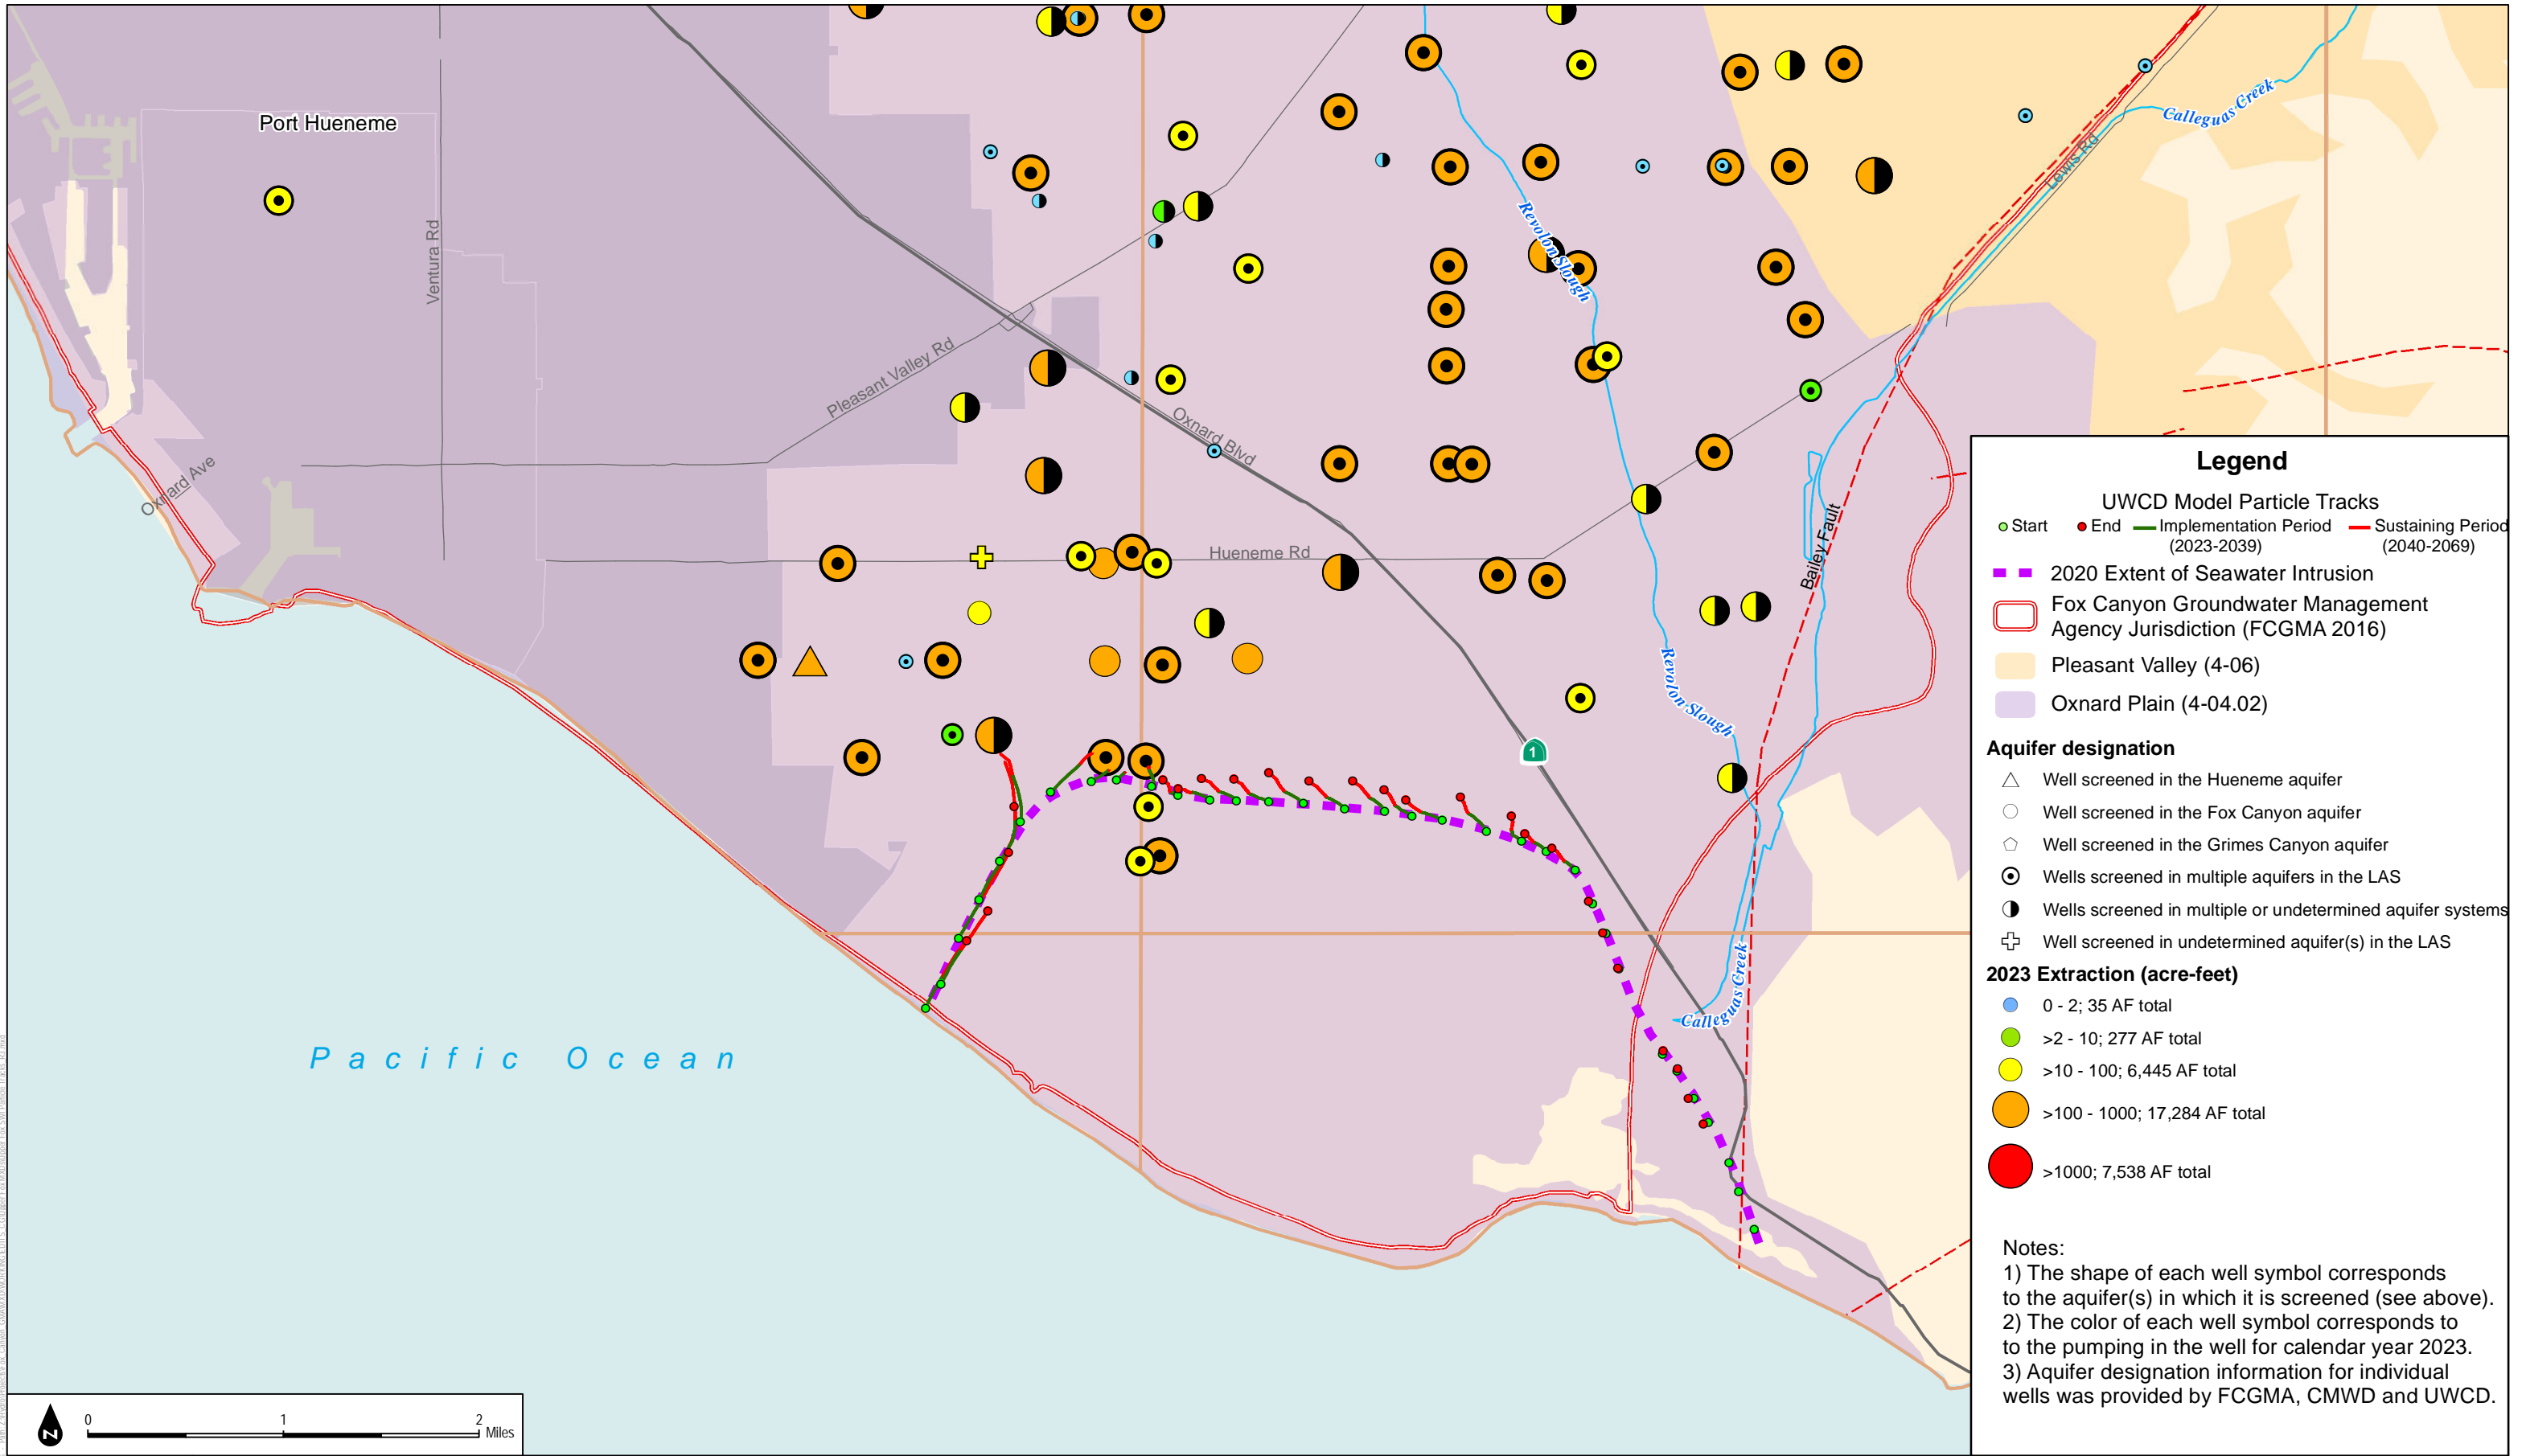 Port Hueneme
Ventura Rd
Oxnard Ave
Pleasant Valley Rd
Oxnard Blvd
Hueneme Rd
Revolon Slough
Revolon Slough
Calleguas Creek
Lewis Rd
Bailey Fault
1
Calleguas Creek
Pacific Ocean
N
0 1 2
Miles
Legend
UWCD Model Particle Tracks
Start End Implementation Period Sustaining Period
(2023-2039) (2040-2069)
2020 Extent of Seawater Intrusion
Fox Canyon Groundwater Management
Agency Jurisdiction (FCGMA 2016)
Pleasant Valley (4-06)
Oxnard Plain (4-04.02)
Aquifer designation
Well screened in the Hueneme aquifer
Well screened in the Fox Canyon aquifer
Well screened in the Grimes Canyon aquifer
Wells screened in multiple aquifers in the LAS
Wells screened in multiple or undetermined aquifer systems
Well screened in undetermined aquifer(s) in the LAS
2023 Extraction (acre-feet)
0 - 2; 35 AF total
>2 - 10; 277 AF total
>10 - 100; 6,445 AF total
>100 - 1000; 17,284 AF total
>1000; 7,538 AF total
Notes:
1) The shape of each well symbol corresponds
to the aquifer(s) in which it is screened (see above).
2) The color of each well symbol corresponds to
to the pumping in the well for calendar year 2023.
3) Aquifer designation information for individual
wells was provided by FCGMA, CMWD and UWCD.